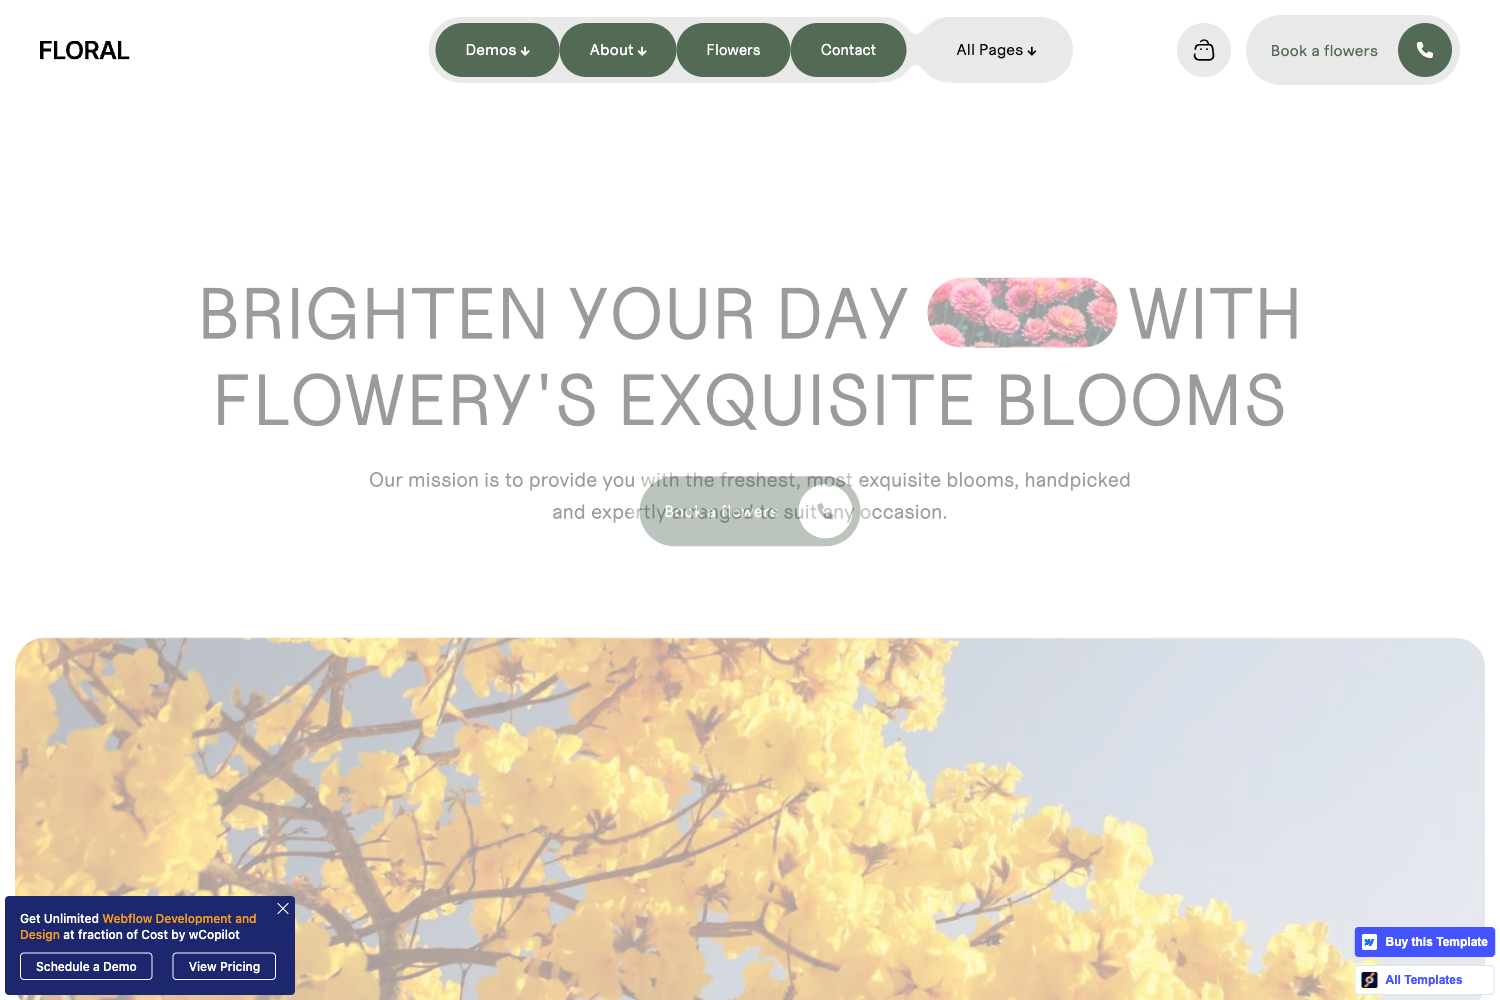 FLORAL
Demos
About
Flowers
Contact
All Pages
Book a flowers
BRIGHTEN YOUR DAY WITH
FLOWERY'S EXQUISITE BLOOMS
Our mission is to provide you with the freshest, most exquisite blooms, handpicked
and expertly arranged to suit any occasion.
Book a flowers
Get Unlimited Webflow Development and
Design at fraction of Cost by wCopilot
Schedule a Demo
View Pricing
Buy this Template
All Templates